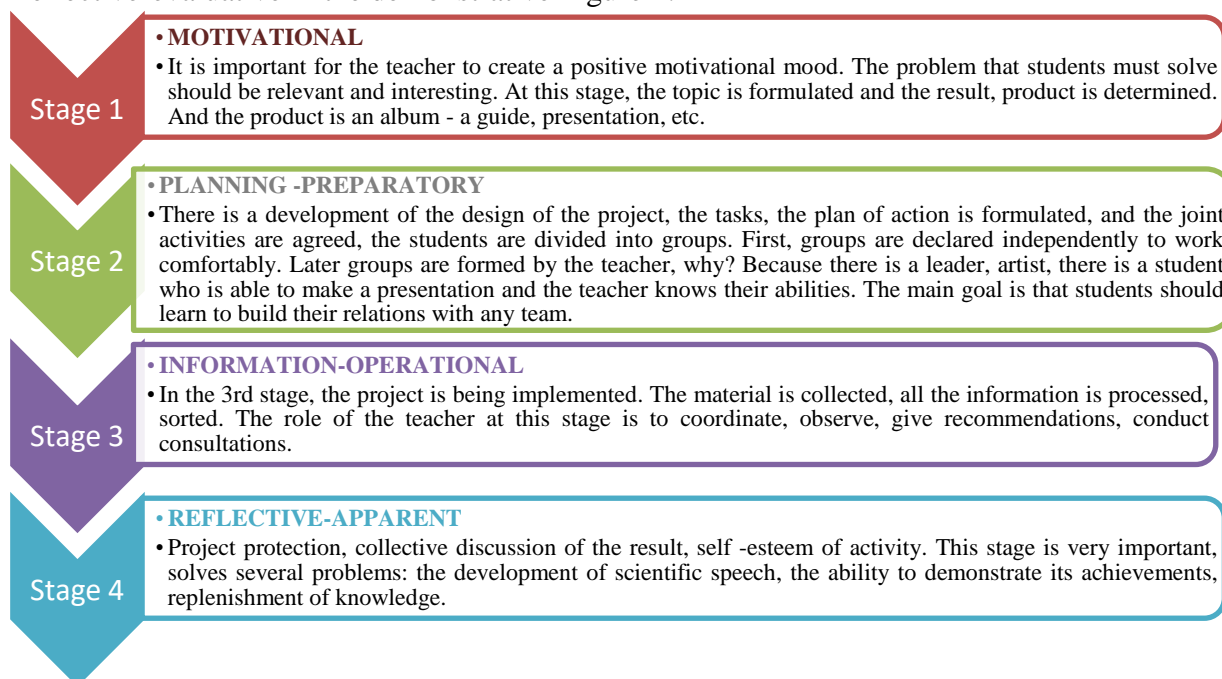 Stage 1
• MOTIVATIONAL
• It is important for the teacher to create a positive motivational mood. The problem that students must solve
should be relevant and interesting. At this stage, the topic is formulated and the result, product is determined.
And the product is an album - a guide, presentation, etc.
Stage 2
• PLANNING -PREPARATORY
• There is a development of the design of the project, the tasks, the plan of action is formulated, and the joint
activities are agreed, the students are divided into groups. First, groups are declared independently to work
comfortably. Later groups are formed by the teacher, why? Because there is a leader, artist, there is a student
who is able to make a presentation and the teacher knows their abilities. The main goal is that students should
learn to build their relations with any team.
Stage 3
• INFORMATION-OPERATIONAL
• In the 3rd stage, the project is being implemented. The material is collected, all the information is processed,
sorted. The role of the teacher at this stage is to coordinate, observe, give recommendations, conduct
consultations.
Stage 4
• REFLECTIVE-APPARENT
• Project protection, collective discussion of the result, self -esteem of activity. This stage is very important,
solves several problems: the development of scientific speech, the ability to demonstrate its achievements,
replenishment of knowledge.